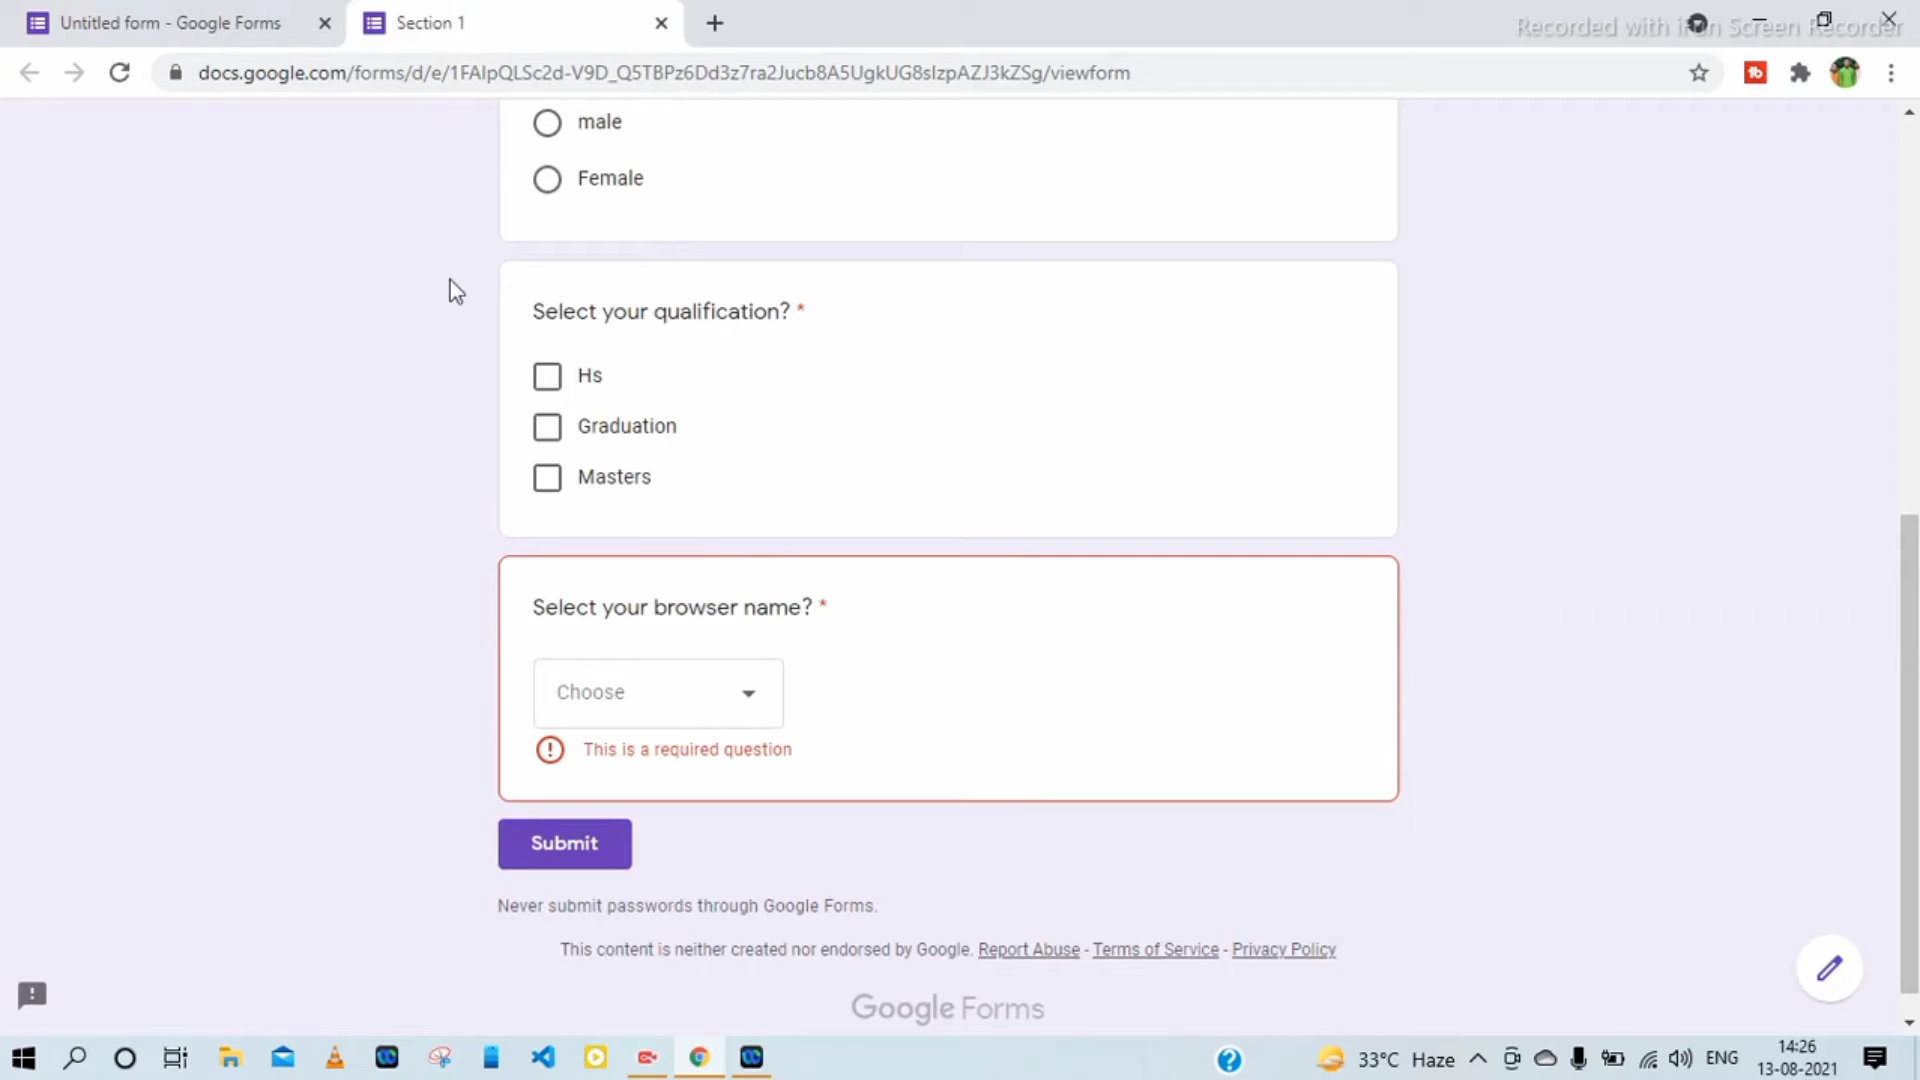 Untitled form - Google Forms
Section 1
Recorded with iFun Screen Recorder
docs.google.com/forms/d/e/1FAIpQLSc2d-V9D_Q5TBPz6Dd3z7ra2Jucb8A5UgkUG8slzpAZJ3kZSg/viewform
male
Female
Select your qualification? *
Hs
Graduation
Masters
Select your browser name? *
Choose
This is a required question
Submit
Never submit passwords through Google Forms.
This content is neither created nor endorsed by Google. Report Abuse - Terms of Service - Privacy Policy
Google Forms
33°C Haze
ENG
14:26
13-08-2021